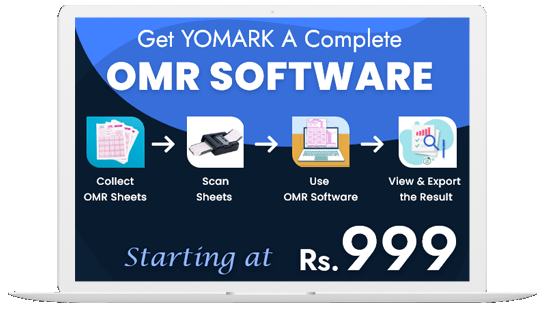 Get YOMARK A Complete
OMR SOFTWARE
Collect
OMR Sheets
Scan
Sheets
Use
OMR Software
View & Export
the Result
Starting at
Rs.999